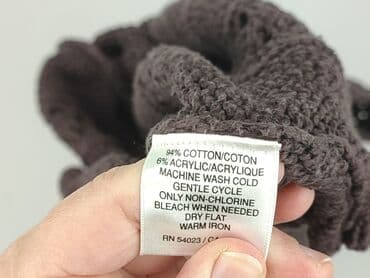 94% COTTON/COTON
6% ACRYLIC/ACRYLIQUE
MACHINE WASH COLD
GENTLE CYCLE
ONLY NON-CHLORINE
BLEACH WHEN NEEDED
DRY FLAT
WARM IRON
RN 54023 / CA